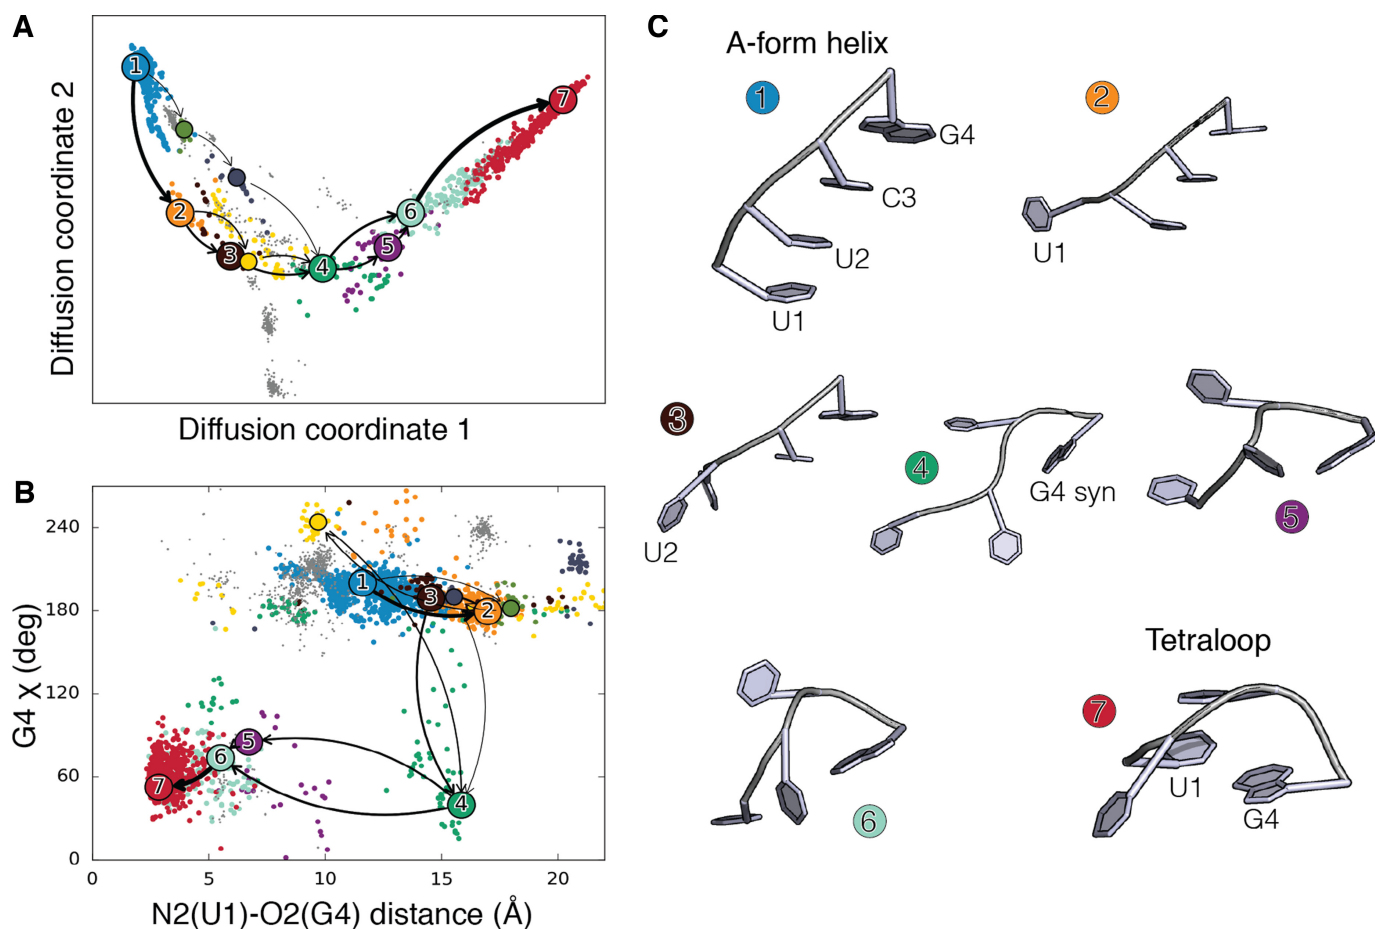 A
1
2
3
4
5
6
7
Diffusion coordinate 2
Diffusion coordinate 1
B
240
180
120
60
0
0
5
10
15
20
1
2
3
4
5
6
7
G4 χ (deg)
N2(U1)-O2(G4) distance (Å)
C
A-form helix
1
G4
C3
U2
U1
2
U1
3
U2
4
G4 syn
5
6
Tetraloop
7
U1
G4